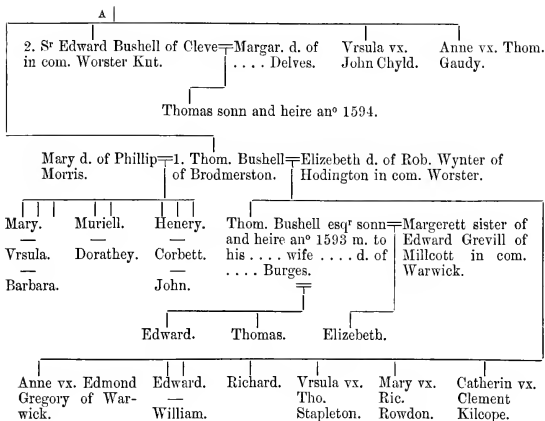 A
2. Sʳ Edward Bushell of Cleve
in com. Worster Knt.
Margar. d. of
. . . . Delves.
Vrsula vx.
John Chyld.
Anne vx. Thom.
Gaudy.
Thomas sonn and heire anº 1594.
Mary d. of Phillip
Morris.
1. Thom. Bushell
of Brodmerston.
Elizebeth d. of Rob. Wynter of
Hodington in com. Worster.
Mary.
—
Vrsula.
—
Barbara.
Muriell.
—
Dorathey.
Henery.
—
Corbett.
—
John.
Thom. Bushell esqʳ sonn
and heire anº 1593 m. to
his . . . . wife . . . . d. of
. . . . Burges.
Margerett sister of
Edward Grevill of
Millcott in com.
Warwick.
Edward.
Thomas.
Elizebeth.
Anne vx. Edmond
Gregory of War-
wick.
Edward.
—
William.
Richard.
Vrsula vx.
Tho.
Stapleton.
Mary vx.
Ric.
Rowdon.
Catherin vx.
Clement
Kilcope.